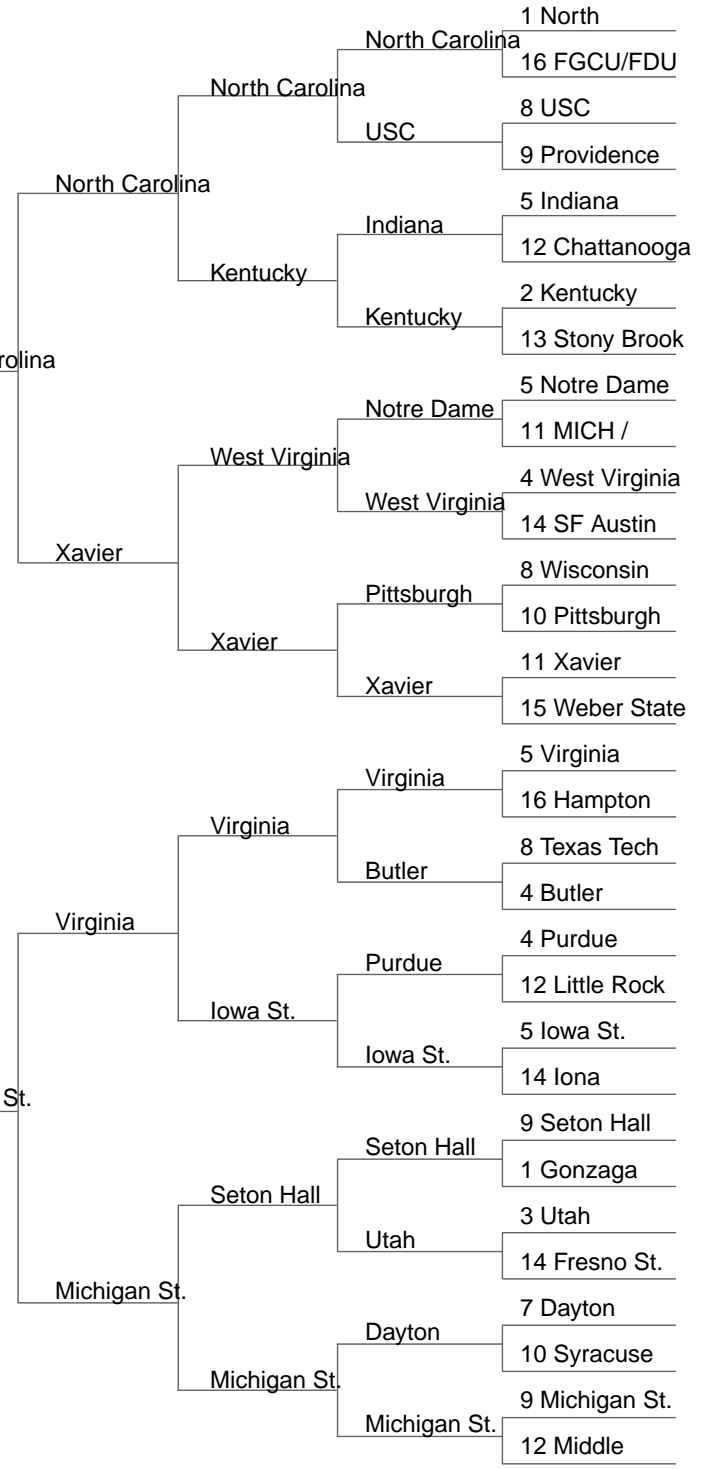 1 North
North Carolina
16 FGCU/FDU
North Carolina
8 USC
USC
9 Providence
North Carolina
5 Indiana
Indiana
12 Chattanooga
Kentucky
2 Kentucky
Kentucky
13 Stony Brook
rolina
5 Notre Dame
Notre Dame
11 MICH /
West Virginia
4 West Virginia
West Virginia
14 SF Austin
Xavier
8 Wisconsin
Pittsburgh
10 Pittsburgh
Xavier
11 Xavier
Xavier
15 Weber State
5 Virginia
Virginia
16 Hampton
Virginia
8 Texas Tech
Butler
4 Butler
Virginia
4 Purdue
Purdue
12 Little Rock
Iowa St.
5 Iowa St.
Iowa St.
14 Iona
St.
9 Seton Hall
Seton Hall
1 Gonzaga
Seton Hall
3 Utah
Utah
14 Fresno St.
Michigan St.
7 Dayton
Dayton
10 Syracuse
Michigan St.
9 Michigan St.
Michigan St.
12 Middle